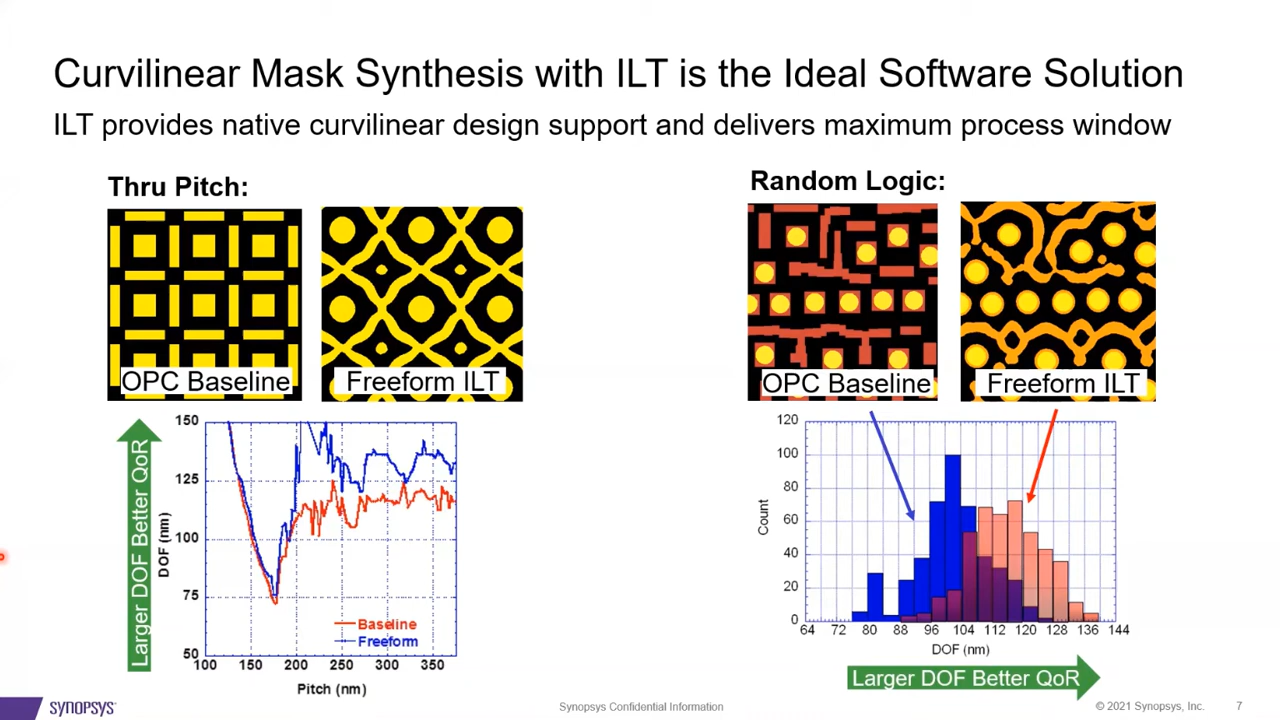 Curvilinear Mask Synthesis with ILT is the Ideal Software Solution
ILT provides native curvilinear design support and delivers maximum process window
Thru Pitch:
OPC Baseline
Freeform ILT
Larger DOF Better QoR
DOF (nm)
150
125
100
75
50
100 150 200 250 300 350
Baseline
Freeform
Pitch (nm)
Random Logic:
OPC Baseline
Freeform ILT
Count
120
100
80
60
40
20
0
64 72 80 88 96 104 112 120 128 136 144
DOF (nm)
Larger DOF Better QoR
SYNOPSYS
Synopsys Confidential Information
© 2021 Synopsys, Inc.
7